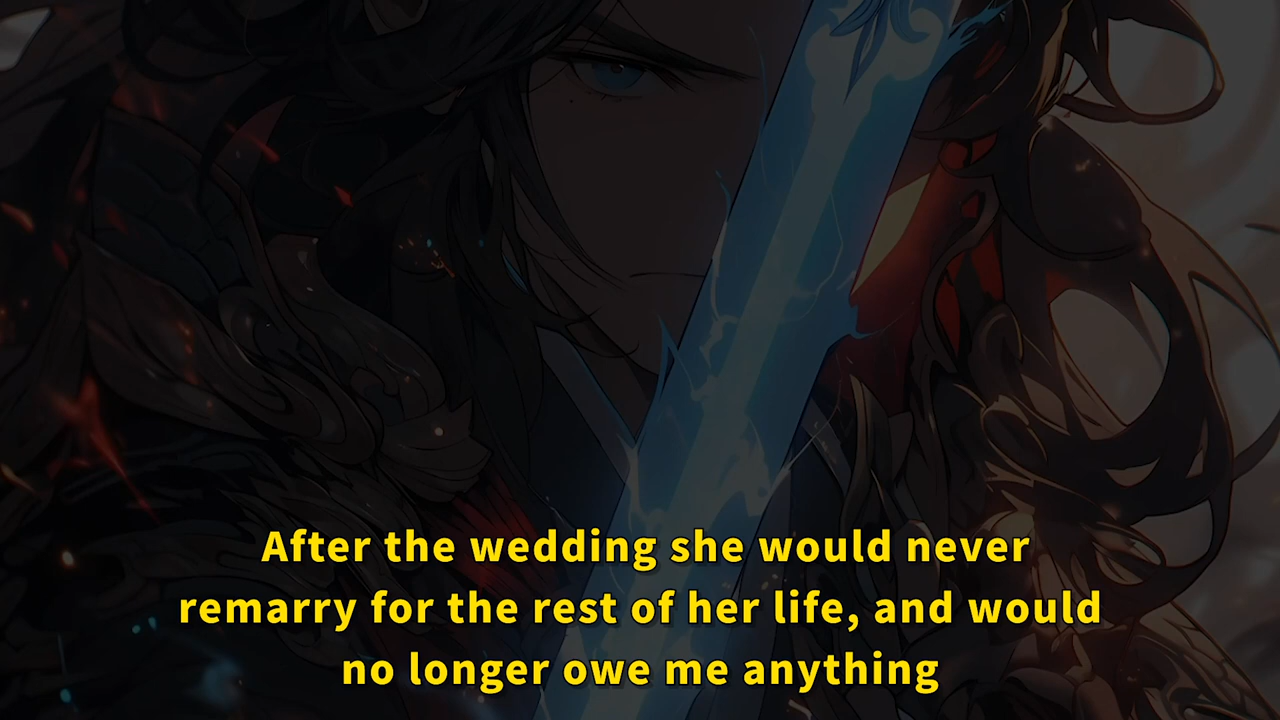 After the wedding she would never
remarry for the rest of her life, and would
no longer owe me anything